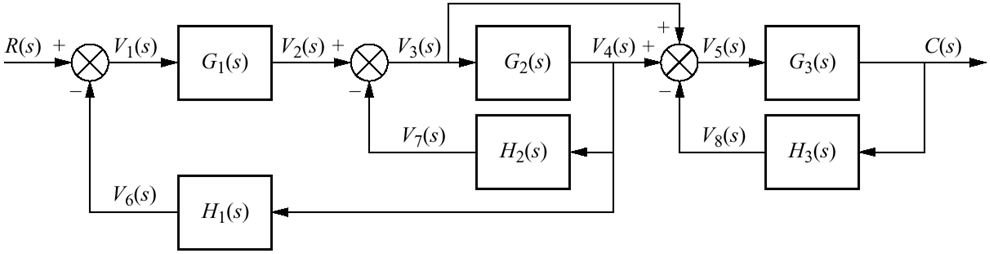 R(s) +
V1(s)
G1(s)
V2(s) +
V3(s)
G2(s)
V4(s) +
+
V5(s)
G3(s)
C(s)
−
−
−
V7(s)
H2(s)
V8(s)
H3(s)
V6(s)
H1(s)